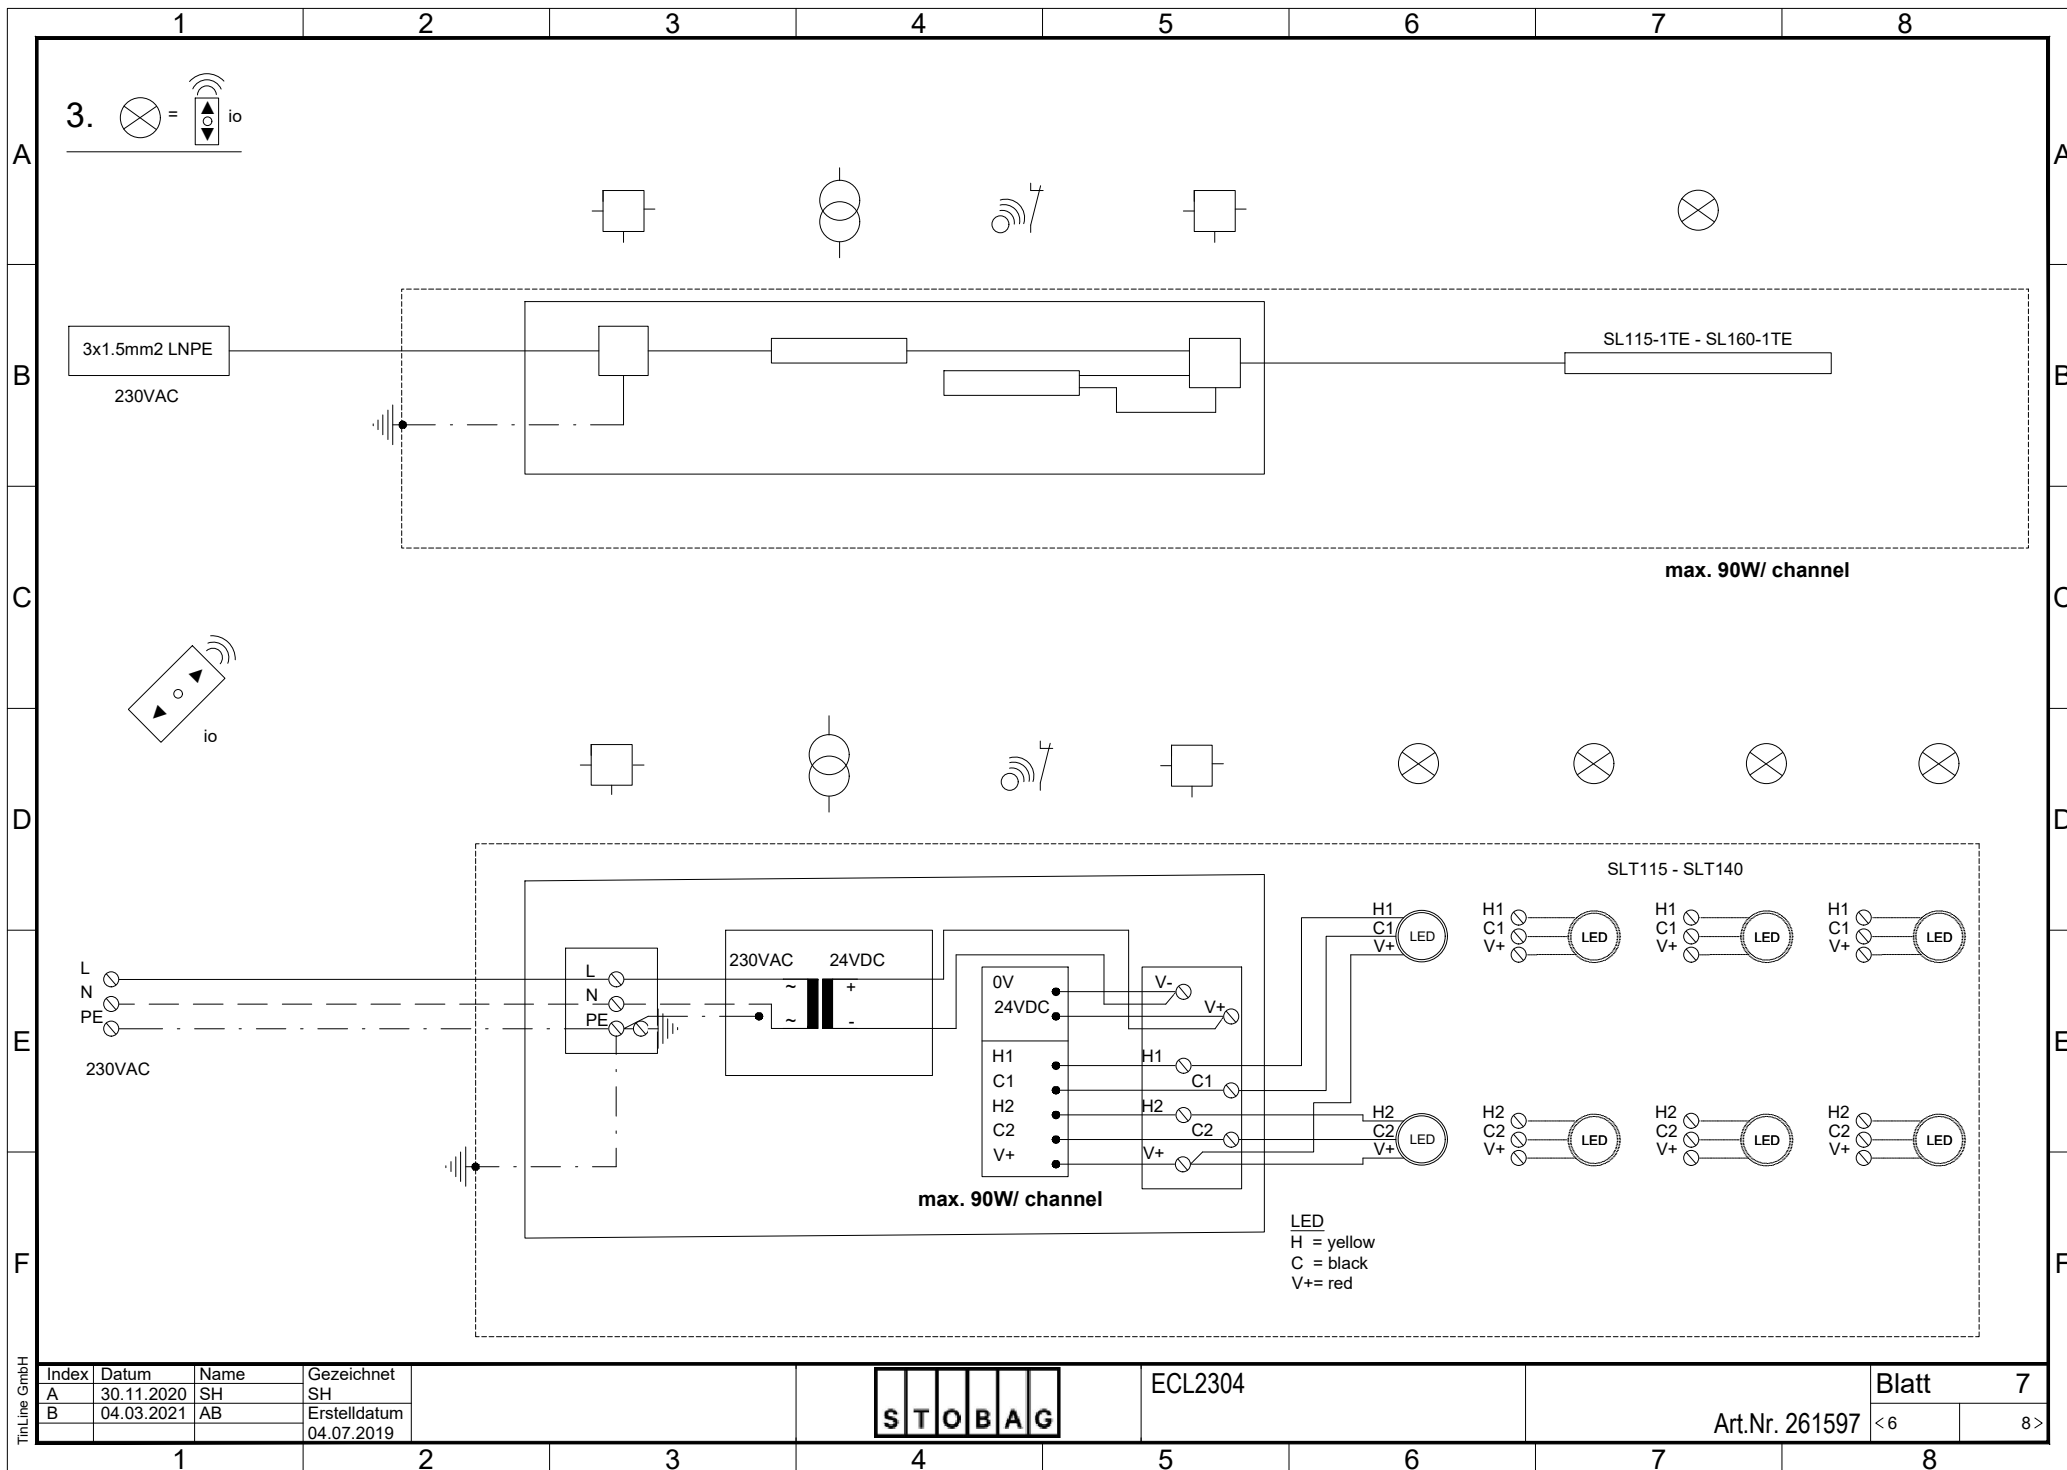 1 2 3 4 5 6 7 8
3. = io
A A
3x1.5mm2 LNPE
230VAC
SL115-1TE - SL160-1TE
B B
max. 90W/ channel
C C
io
D D
SLT115 - SLT140
H1 H1 H1 H1
C1 C1 C1 C1
V+ V+ V+ V+
LED LED LED LED
L L 230VAC 24VDC
N N ~ +
PE PE ~ -
230VAC
0V V-
24VDC V+
E E
H1 H1
C1 C1
H2 H2
C2 C2
V+ V+
H2 H2 H2 H2
C2 C2 C2 C2
V+ V+ V+ V+
LED LED LED LED
max. 90W/ channel
LED
H = yellow
C = black
V+= red
F F
TinLine GmbH
Index Datum Name Gezeichnet
A 30.11.2020 SH SH
B 04.03.2021 AB Erstelldatum
04.07.2019
STOBAG
ECL2304
Art.Nr. 261597
Blatt 7
<6 8>
1 2 3 4 5 6 7 8